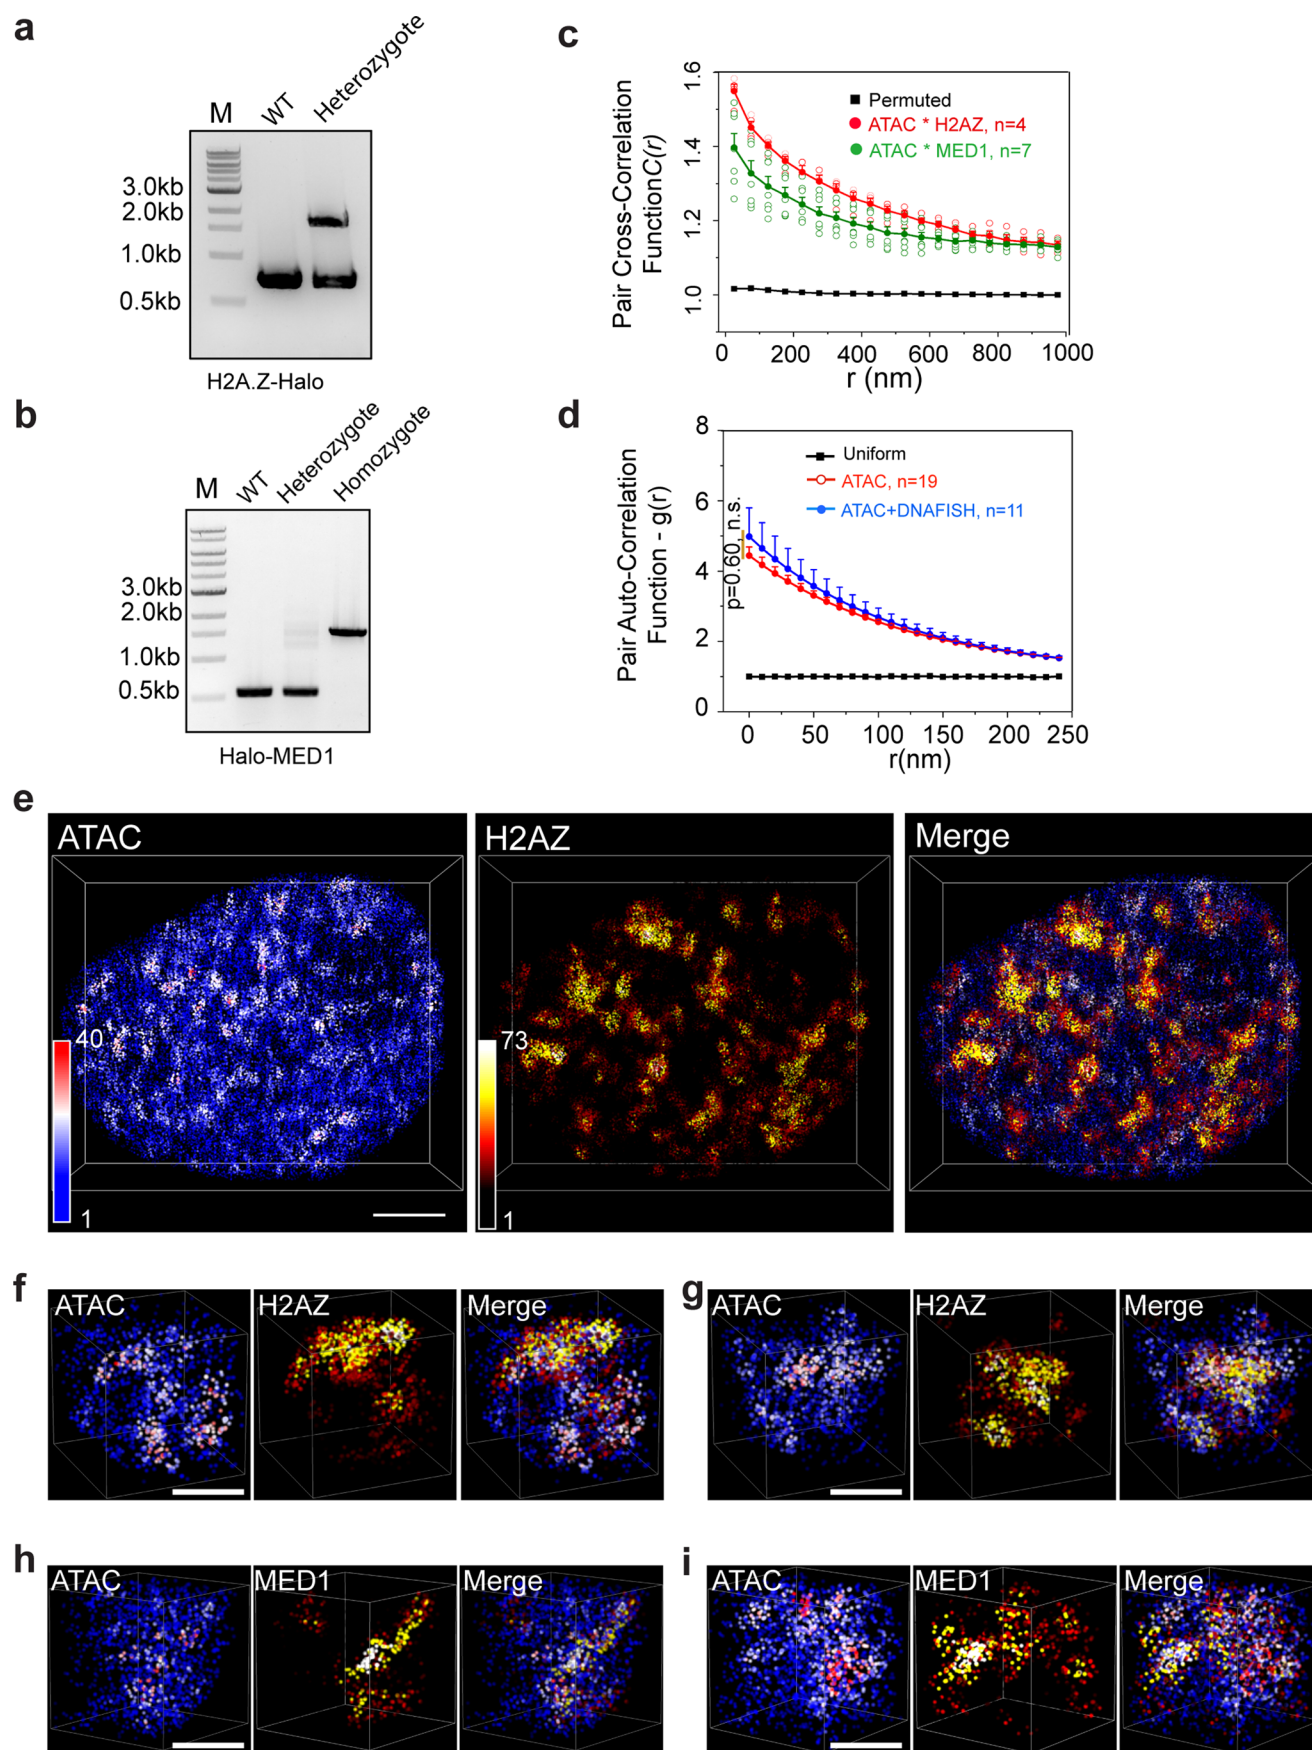 a
M
WT
Heterozygote
3.0kb
2.0kb
1.0kb
0.5kb
H2A.Z-Halo
b
M
WT
Heterozygote
Homozygote
3.0kb
2.0kb
1.0kb
0.5kb
Halo-MED1
c
Pair Cross-Correlation
FunctionC(r)
1.6
1.4
1.2
1.0
Permuted
ATAC * H2AZ, n=4
ATAC * MED1, n=7
0 200 400 600 800 1000
r (nm)
d
Pair Auto-Correlation
Function - g(r)
8
6
4
2
0
p=0.60, n.s.
Uniform
ATAC, n=19
ATAC+DNAFISH, n=11
0 50 100 150 200 250
r(nm)
e
ATAC
40
1
H2AZ
73
1
Merge
f
ATAC
H2AZ
Merge
g
ATAC
H2AZ
Merge
h
ATAC
MED1
Merge
i
ATAC
MED1
Merge